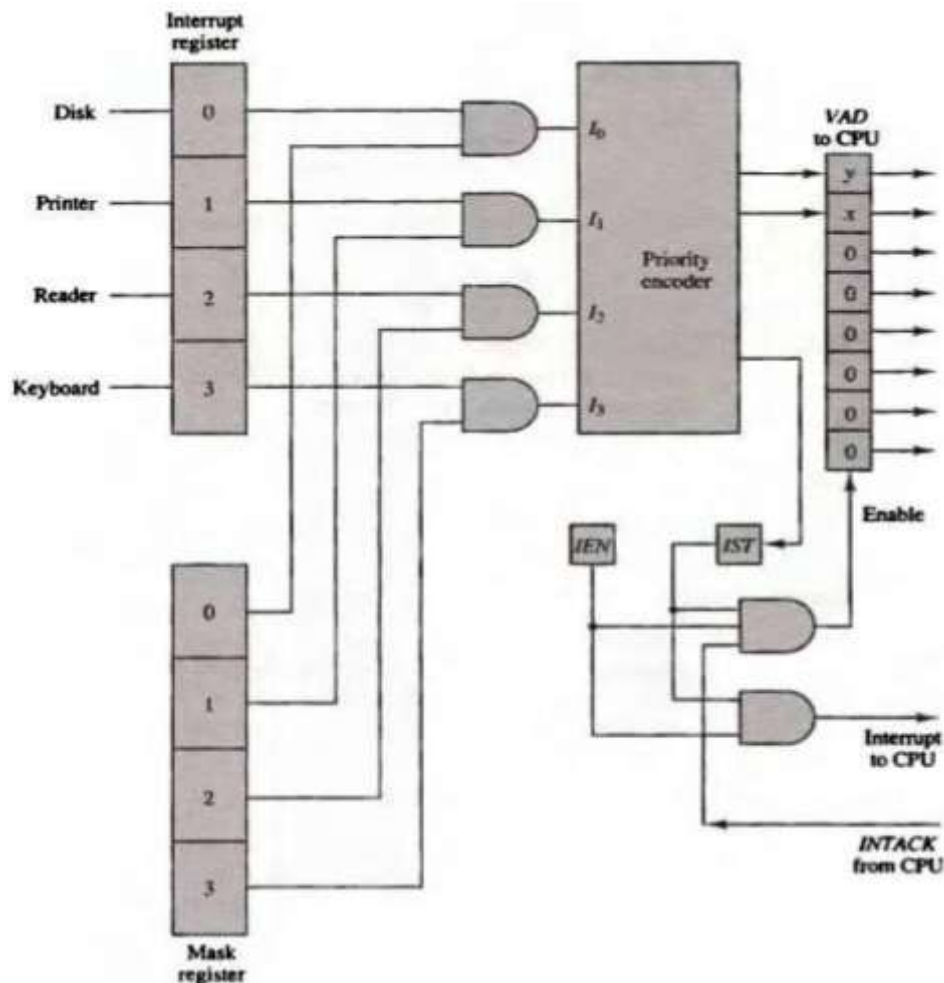 Interrupt
register
Disk
0
I0
VAD
to CPU
y
Printer
1
I1
x
Priority
encoder
0
Reader
2
I2
0
0
Keyboard
3
I3
0
0
0
Enable
IEN
IST
0
1
Interrupt
to CPU
2
INTACK
from CPU
3
Mask
register